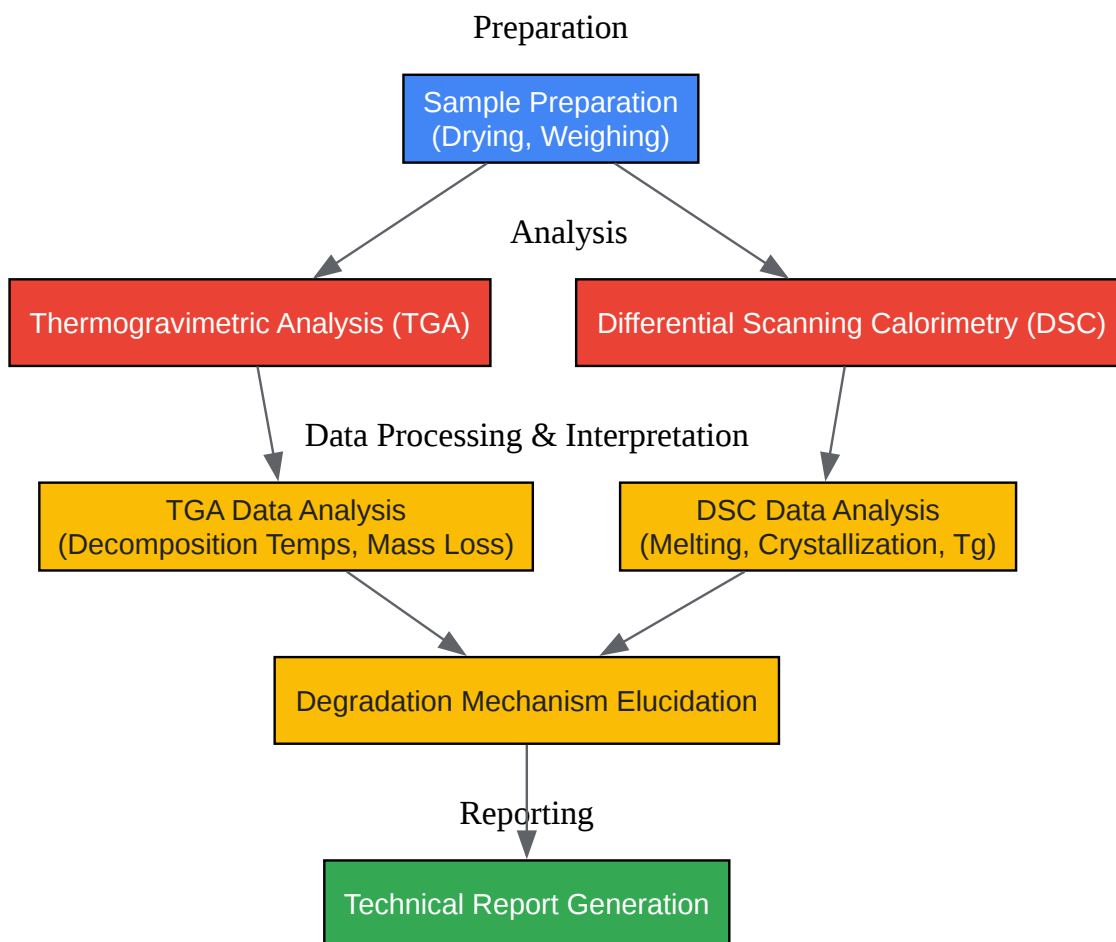 Preparation
Sample Preparation
(Drying, Weighing)
Analysis
Thermogravimetric Analysis (TGA)
Differential Scanning Calorimetry (DSC)
Data Processing & Interpretation
TGA Data Analysis
(Decomposition Temps, Mass Loss)
DSC Data Analysis
(Melting, Crystallization, Tg)
Degradation Mechanism Elucidation
Reporting
Technical Report Generation